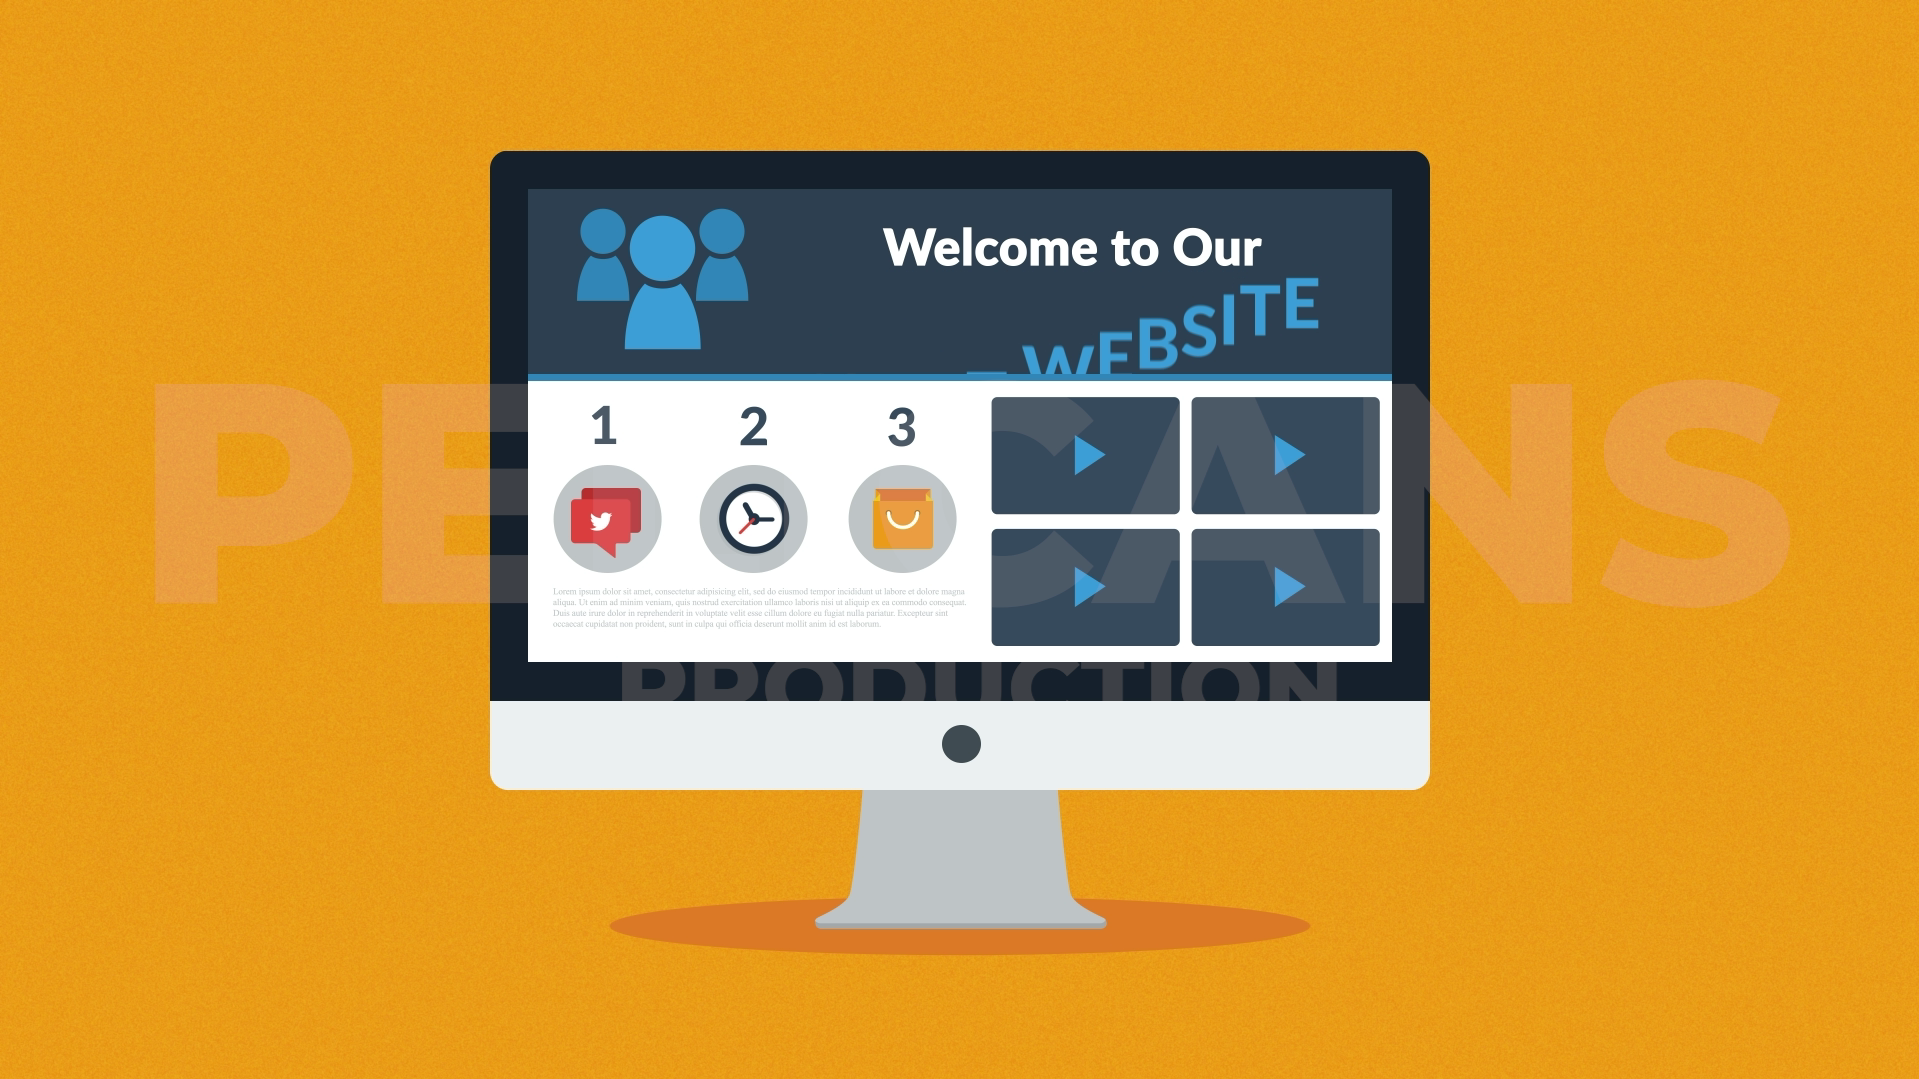 Welcome to Our
WEBSITE
1 2 3
Lorem ipsum dolor sit amet, consectetur adipisicing elit, sed do eiusmod tempor incididunt ut labore et dolore magna
aliqua. Ut enim ad minim veniam, quis nostrud exercitation ullamco laboris nisi ut aliquip ex ea commodo consequat.
Duis aute irure dolor in reprehenderit in voluptate velit esse cillum dolore eu fugiat nulla pariatur. Excepteur sint
occaecat cupidatat non proident, sunt in culpa qui officia deserunt mollit anim id est laborum.
PRODUCTION